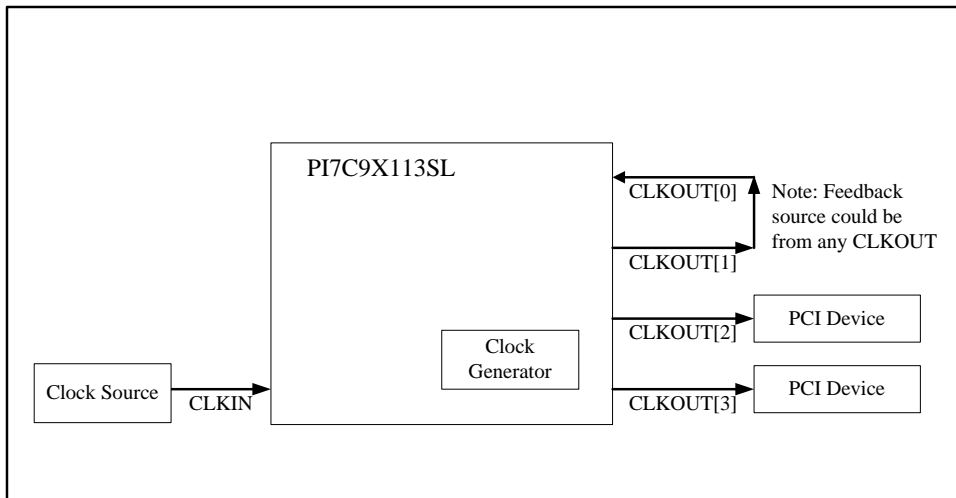 PI7C9X113SL
CLKOUT[0]
Note: Feedback
source could be
from any CLKOUT
CLKOUT[1]
CLKOUT[2]
PCI Device
Clock
Generator
Clock Source
CLKIN
CLKOUT[3]
PCI Device